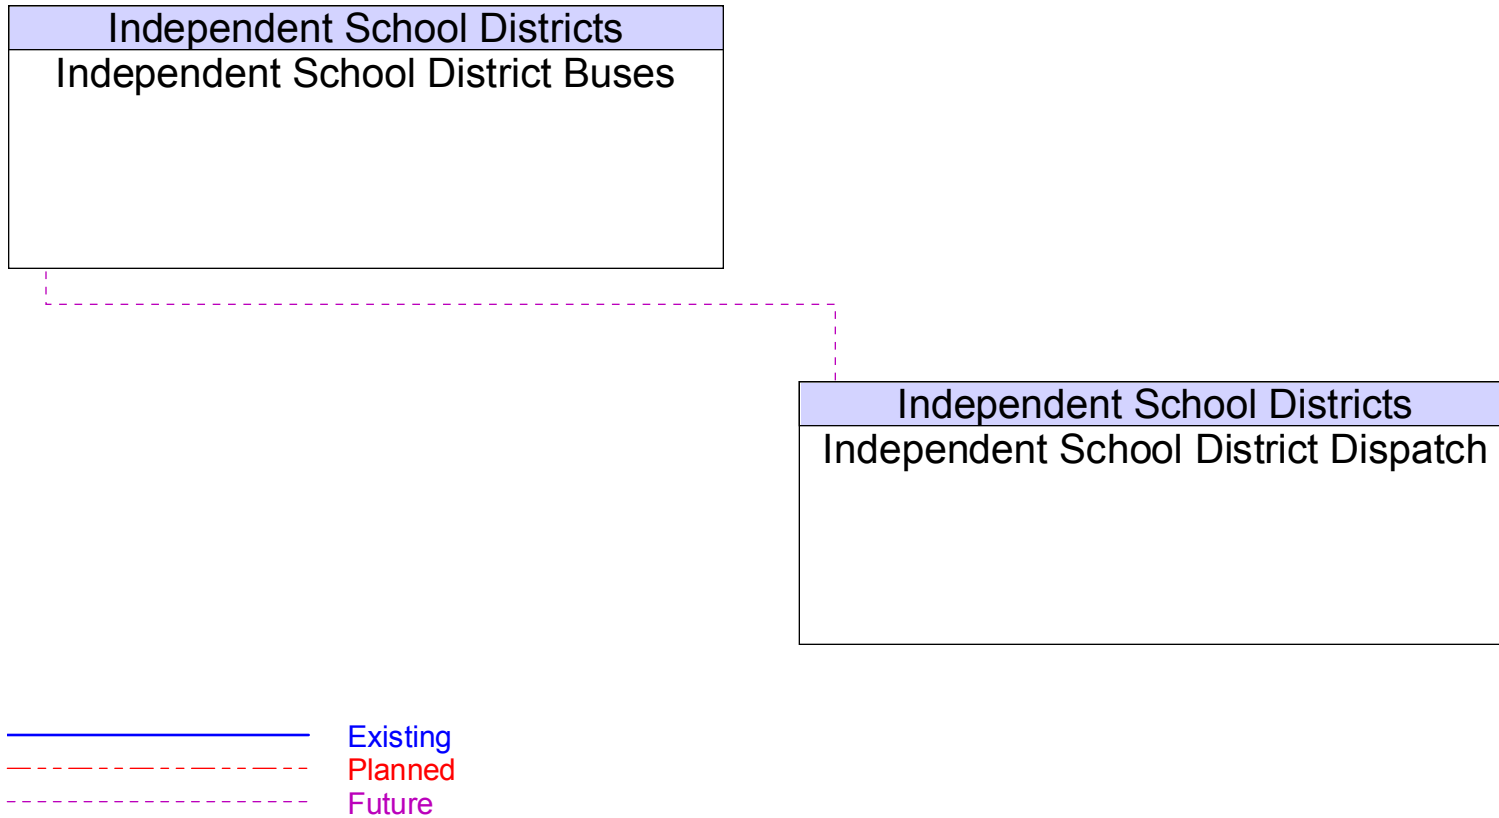 Independent School Districts
Independent School District Buses
Independent School Districts
Independent School District Dispatch
Existing
Planned
Future